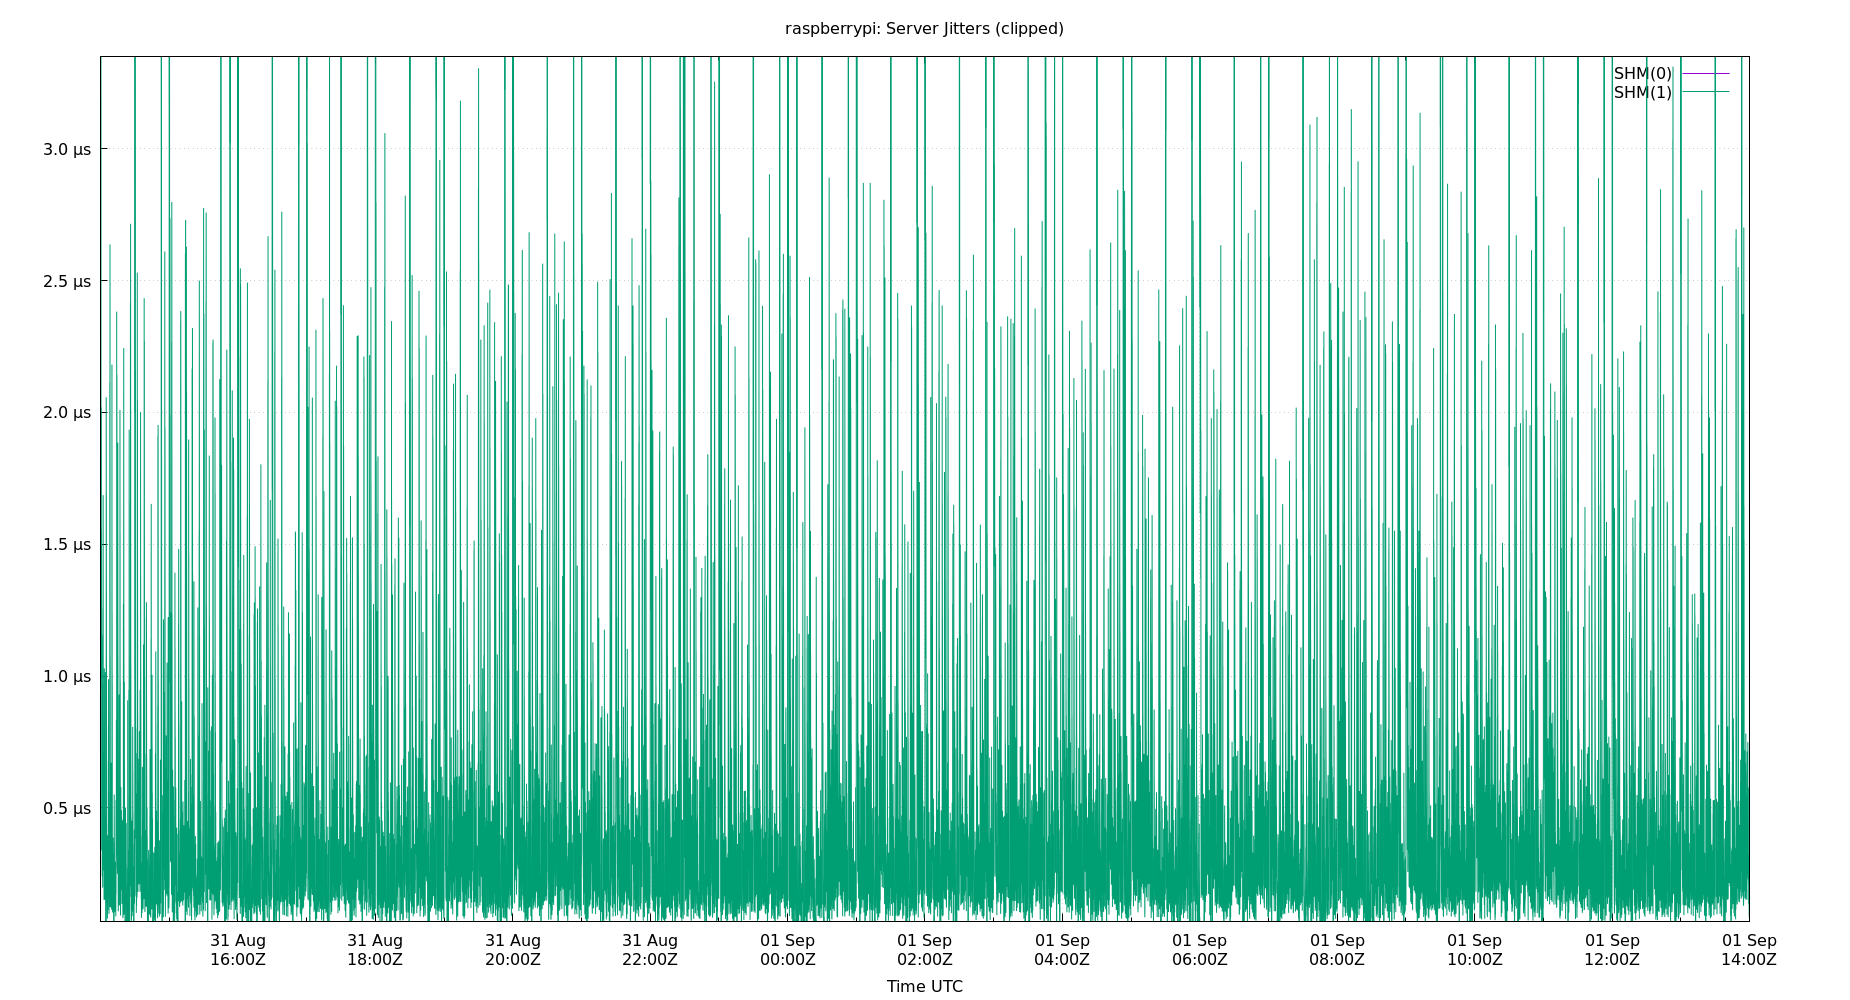 raspberrypi: Server Jitters (clipped)
SHM(0)
SHM(1)
3.0 µs
2.5 µs
2.0 µs
1.5 µs
1.0 µs
0.5 µs
31 Aug 31 Aug 31 Aug 31 Aug 01 Sep 01 Sep 01 Sep 01 Sep 01 Sep 01 Sep 01 Sep 01 Sep
16:00Z 18:00Z 20:00Z 22:00Z 00:00Z 02:00Z 04:00Z 06:00Z 08:00Z 10:00Z 12:00Z 14:00Z
Time UTC